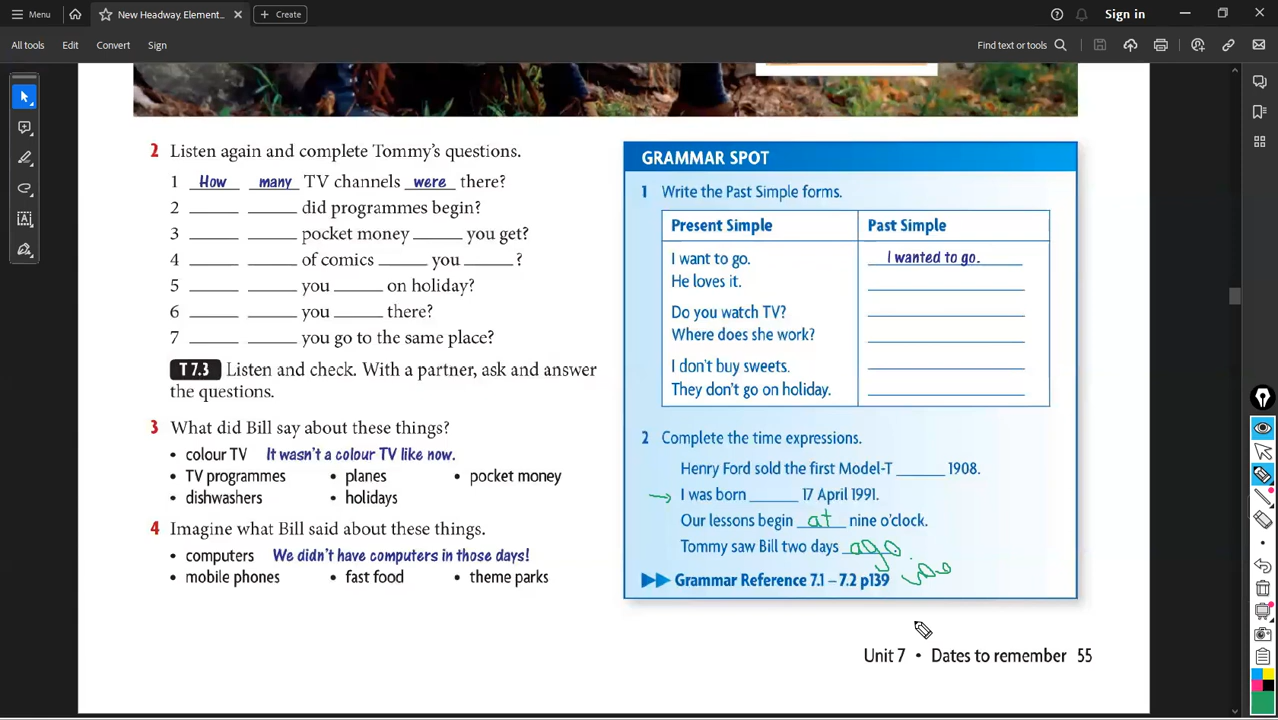 Menu
New Headway. Element...
Create
Sign in
All tools
Edit
Convert
Sign
Find text or tools
2 Listen again and complete Tommy's questions.
1 How many TV channels were there?
2 ______ ______ did programmes begin?
3 ______ ______ pocket money ______ you get?
4 ______ ______ of comics ______ you ______?
5 ______ ______ you ______ on holiday?
6 ______ ______ you ______ there?
7 ______ ______ you go to the same place?
T 7.3 Listen and check. With a partner, ask and answer
the questions.
3 What did Bill say about these things?
• colour TV It wasn't a colour TV like now.
• TV programmes • planes • pocket money
• dishwashers • holidays
4 Imagine what Bill said about these things.
• computers We didn't have computers in those days!
• mobile phones • fast food • theme parks
GRAMMAR SPOT
1 Write the Past Simple forms.
Present Simple Past Simple
I want to go. I wanted to go.
He loves it.
Do you watch TV?
Where does she work?
I don't buy sweets.
They don't go on holiday.
2 Complete the time expressions.
Henry Ford sold the first Model-T ______ 1908.
I was born ______ 17 April 1991.
Our lessons begin at nine o'clock.
Tommy saw Bill two days ago.
Grammar Reference 7.1 – 7.2 p139
Unit 7 • Dates to remember 55